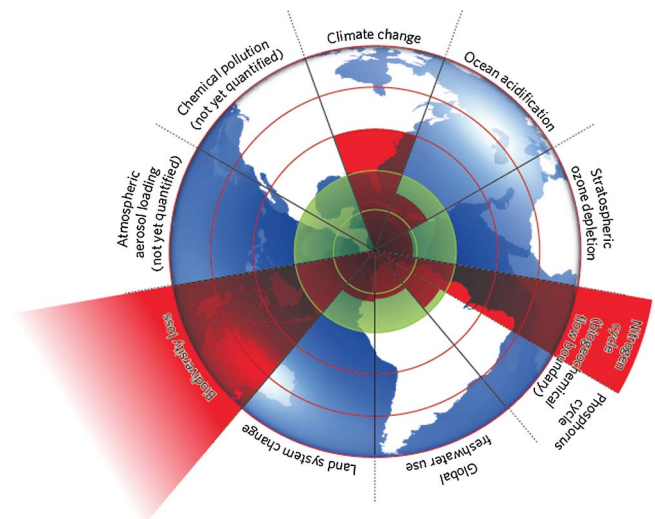 Climate change
Ocean acidification
Stratospheric
ozone depletion
Nitrogen
cycle
(biogeochemical
flow boundary)
Phosphorus
cycle
Global
freshwater use
Land system change
Biodiversity loss
Atmospheric
aerosol loading
(not yet quantified)
Chemical pollution
(not yet quantified)